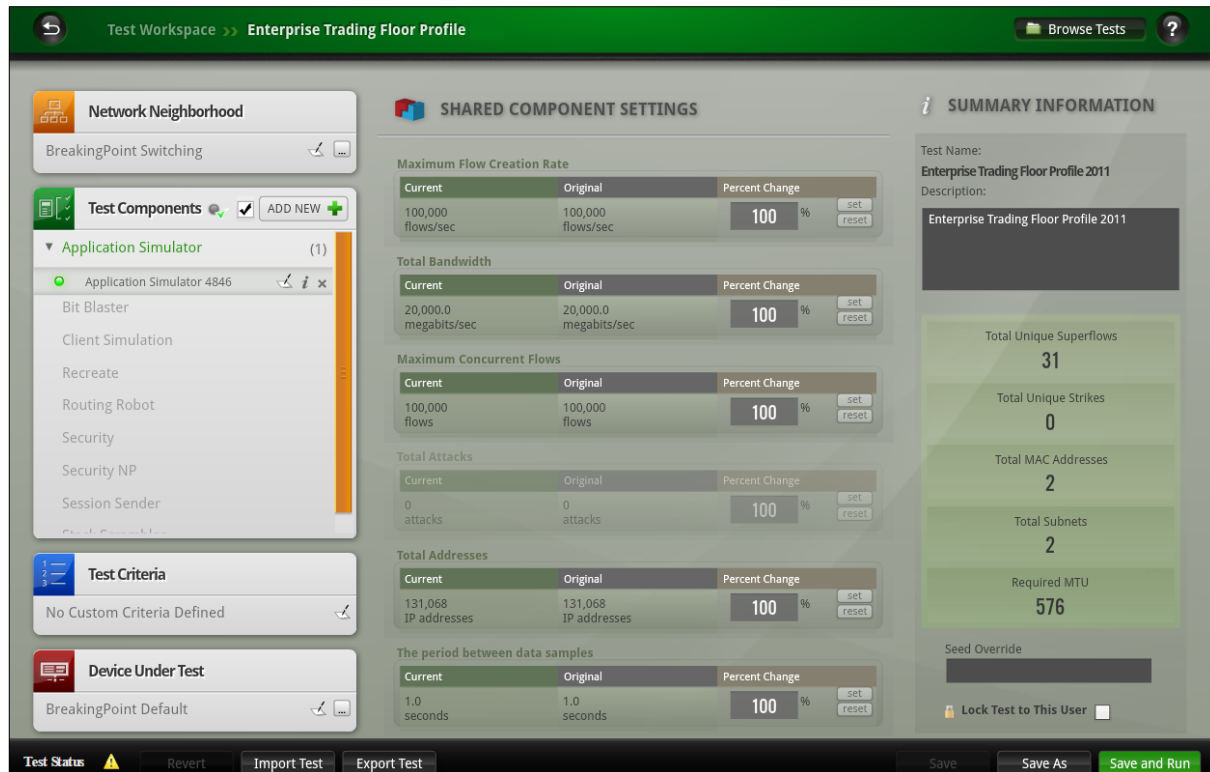 Test Workspace >> Enterprise Trading Floor Profile
Browse Tests
?
Network Neighborhood
BreakingPoint Switching
...
Test Components
ADD NEW
Application Simulator (1)
Application Simulator 4846 i x
Bit Blaster
Client Simulation
Recreate
Routing Robot
Security
Security NP
Session Sender
1
2
3
Test Criteria
No Custom Criteria Defined
Device Under Test
BreakingPoint Default
...
SHARED COMPONENT SETTINGS
Maximum Flow Creation Rate
Current Original Percent Change
100,000 100,000 100 % set
flows/sec flows/sec reset
Total Bandwidth
Current Original Percent Change
20,000.0 20,000.0 100 % set
megabits/sec megabits/sec reset
Maximum Concurrent Flows
Current Original Percent Change
100,000 100,000 100 % set
flows flows reset
Total Attacks
Current Original Percent Change
0 0 100 % set
attacks attacks reset
Total Addresses
Current Original Percent Change
131,068 131,068 100 % set
IP addresses IP addresses reset
The period between data samples
Current Original Percent Change
1.0 1.0 100 % set
seconds seconds reset
i SUMMARY INFORMATION
Test Name:
Enterprise Trading Floor Profile 2011
Description:
Enterprise Trading Floor Profile 2011
Total Unique Superflows
31
Total Unique Strikes
0
Total MAC Addresses
2
Total Subnets
2
Required MTU
576
Seed Override
Lock Test to This User
Test Status Revert Import Test Export Test Save Save As Save and Run